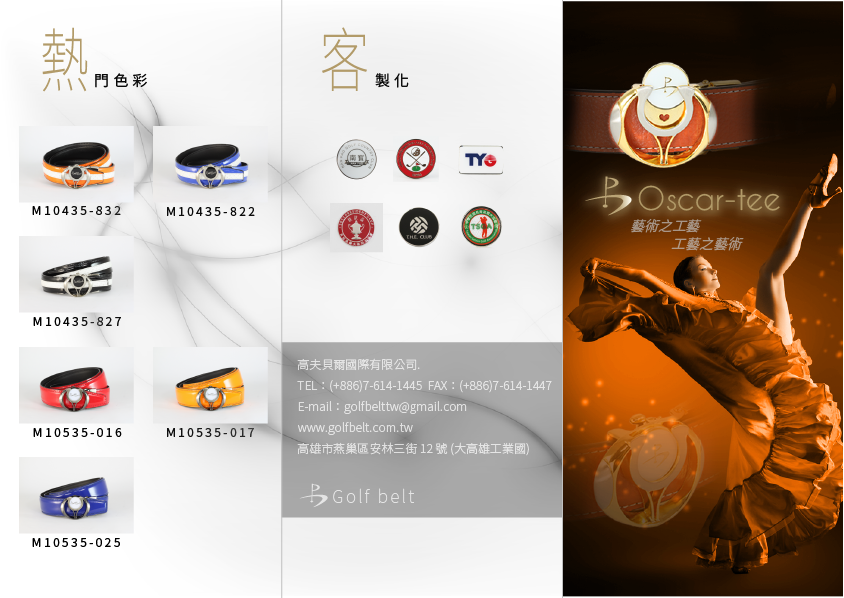 熱門色彩
M10435-832
M10435-822
M10435-827
M10535-016
M10535-017
M10535-025
客製化
TYG
T.H.E. CLUB
TSGA
高夫貝爾國際有限公司.
TEL：(+886)7-614-1445 FAX：(+886)7-614-1447
E-mail：golfbelttw@gmail.com
www.golfbelt.com.tw
高雄市燕巢區安林三街 12 號 (大高雄工業國)
Golf belt
Oscar-tee
藝術之工藝
工藝之藝術